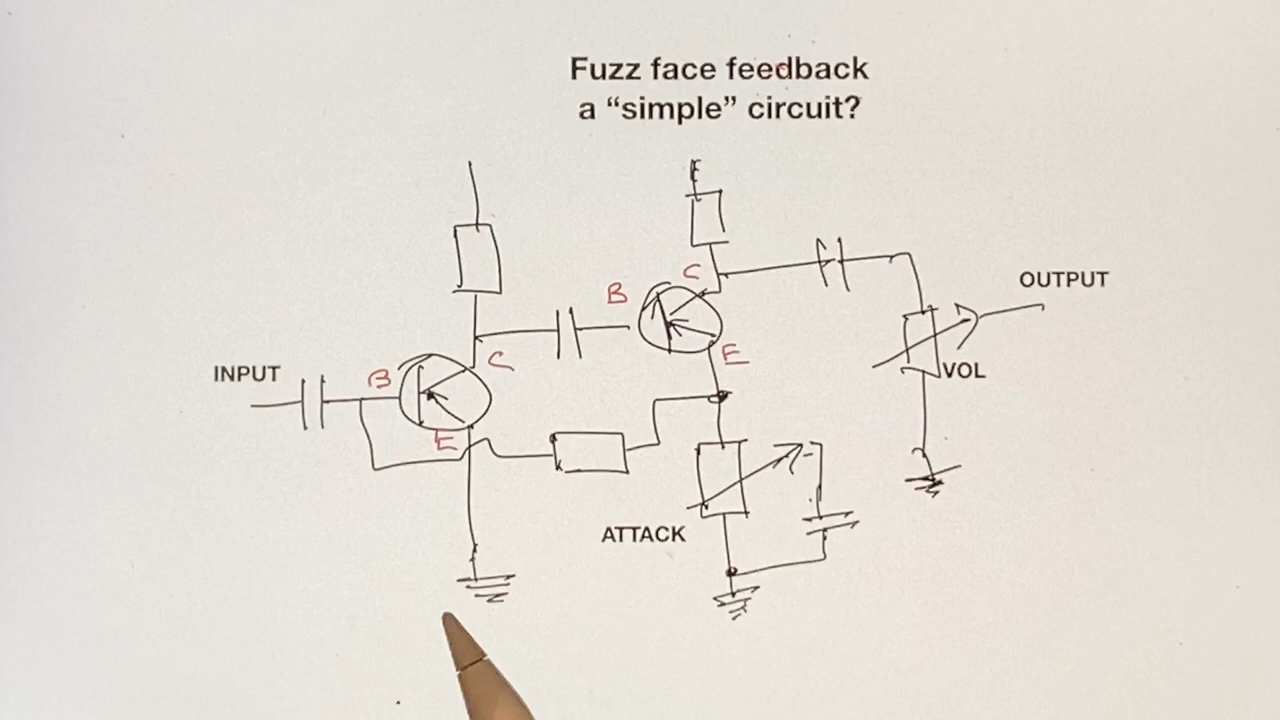 Fuzz face feedback
a “simple” circuit?
C
B
OUTPUT
E
C
INPUT
B
VOL
E
ATTACK